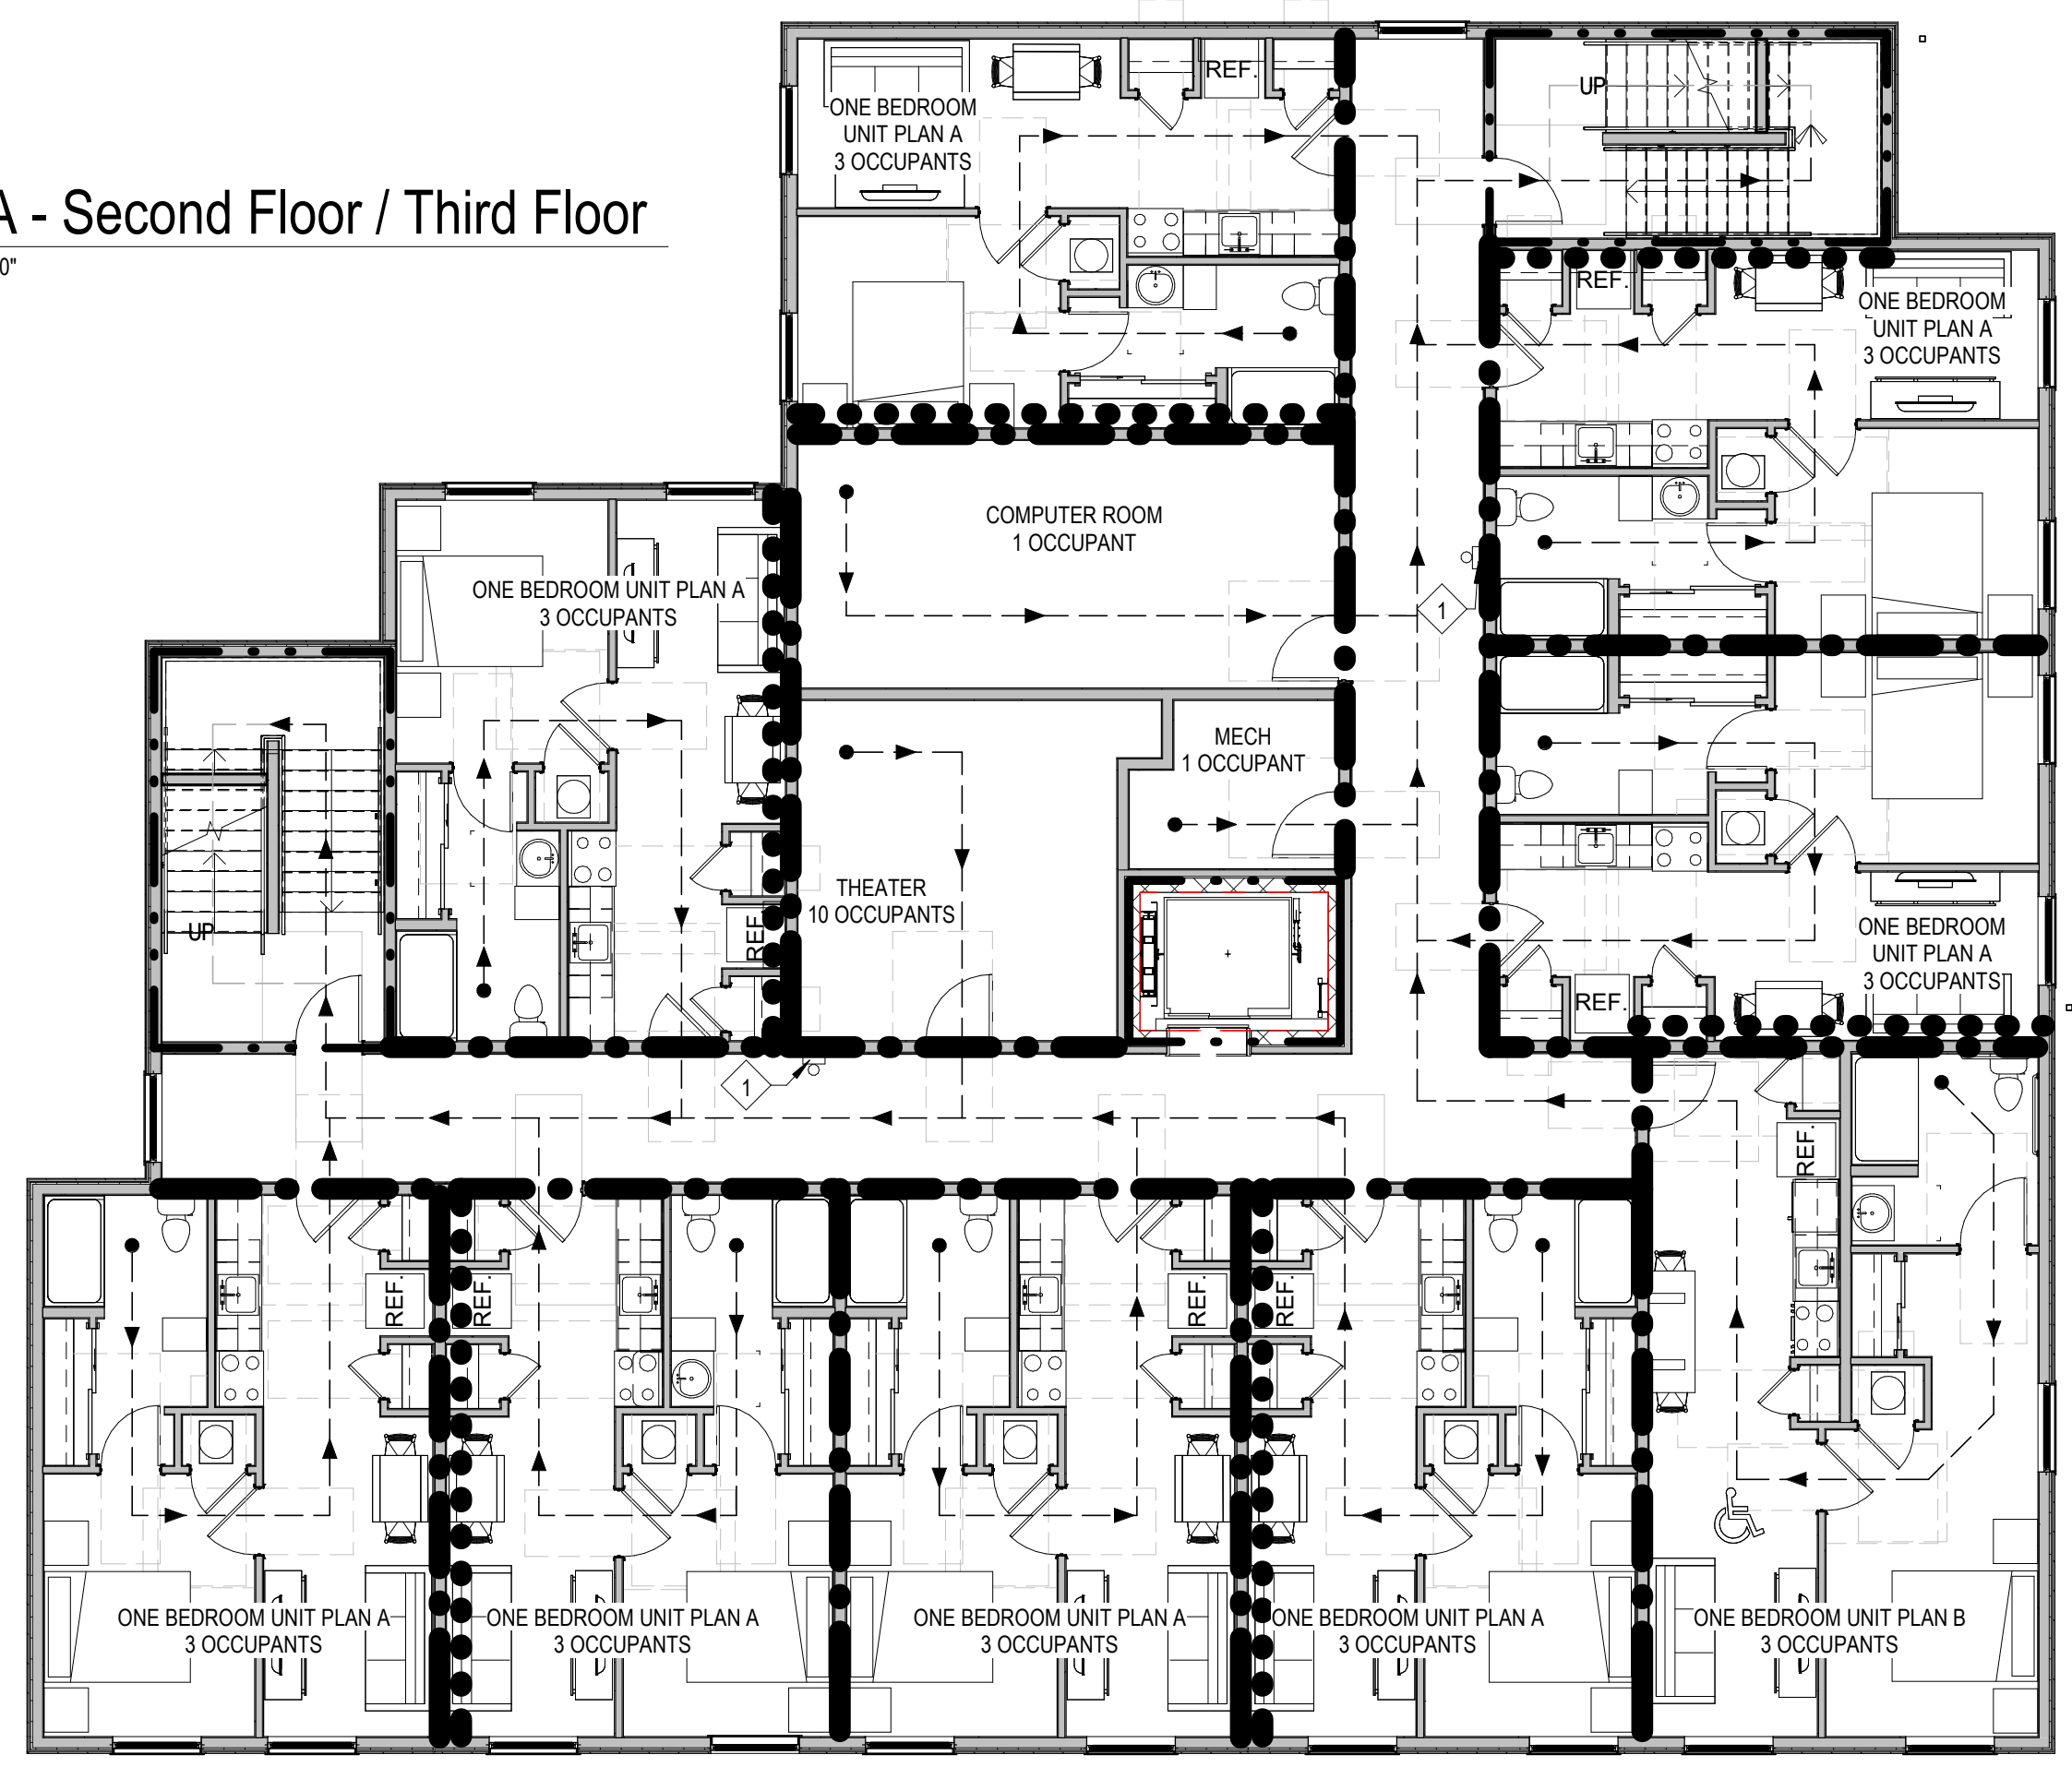 A - Second Floor / Third Floor
0"
ONE BEDROOM
UNIT PLAN A
3 OCCUPANTS
REF.
UP
REF.
ONE BEDROOM
UNIT PLAN A
3 OCCUPANTS
COMPUTER ROOM
1 OCCUPANT
ONE BEDROOM UNIT PLAN A
3 OCCUPANTS
1
MECH
1 OCCUPANT
THEATER
10 OCCUPANTS
UP
REF.
ONE BEDROOM
UNIT PLAN A
3 OCCUPANTS
REF.
1
REF.
REF.
REF.
REF.
REF.
ONE BEDROOM UNIT PLAN A
3 OCCUPANTS
ONE BEDROOM UNIT PLAN A
3 OCCUPANTS
ONE BEDROOM UNIT PLAN A
3 OCCUPANTS
ONE BEDROOM UNIT PLAN A
3 OCCUPANTS
ONE BEDROOM UNIT PLAN B
3 OCCUPANTS